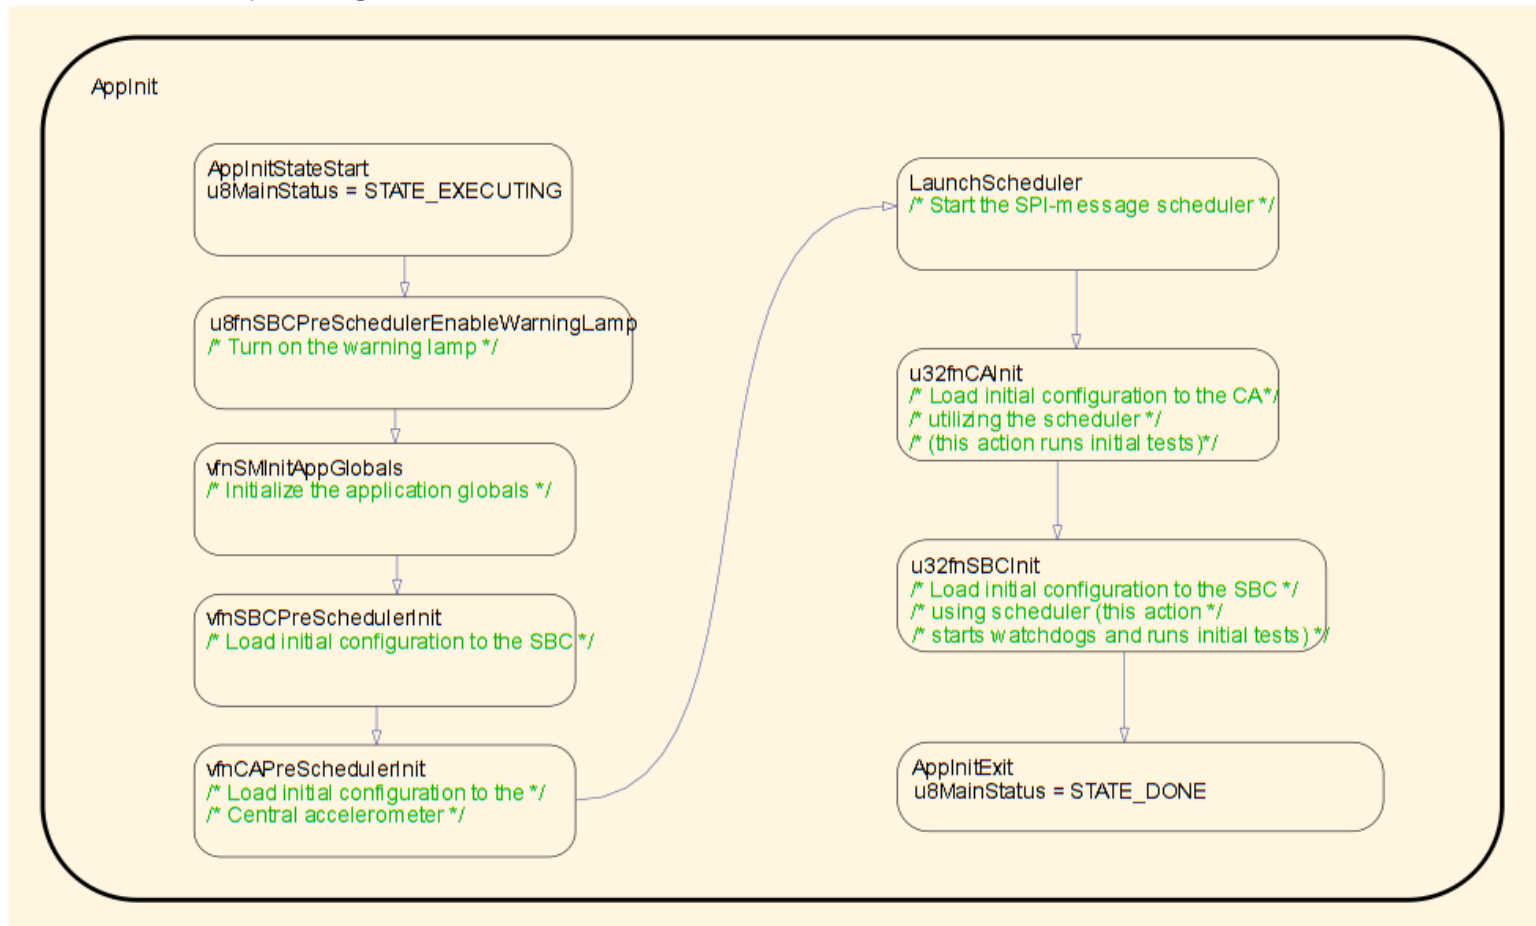 AppInit
AppInitStateStart
u8MainStatus = STATE_EXECUTING
u8fnSBCPreSchedulerEnableWarningLamp
/* Turn on the warning lamp */
vfnSMInitAppGlobals
/* Initialize the application globals */
vfnSBCPreSchedulerInit
/* Load initial configuration to the SBC */
vfnCAPreSchedulerInit
/* Load initial configuration to the */
/* Central accelerometer */
LaunchScheduler
/* Start the SPI-message scheduler */
u32fnCAInit
/* Load initial configuration to the CA*/
/* utilizing the scheduler */
/* (this action runs initial tests)*/
u32fnSBCInit
/* Load initial configuration to the SBC */
/* using scheduler (this action */
/* starts watchdogs and runs initial tests) */
AppInitExit
u8MainStatus = STATE_DONE